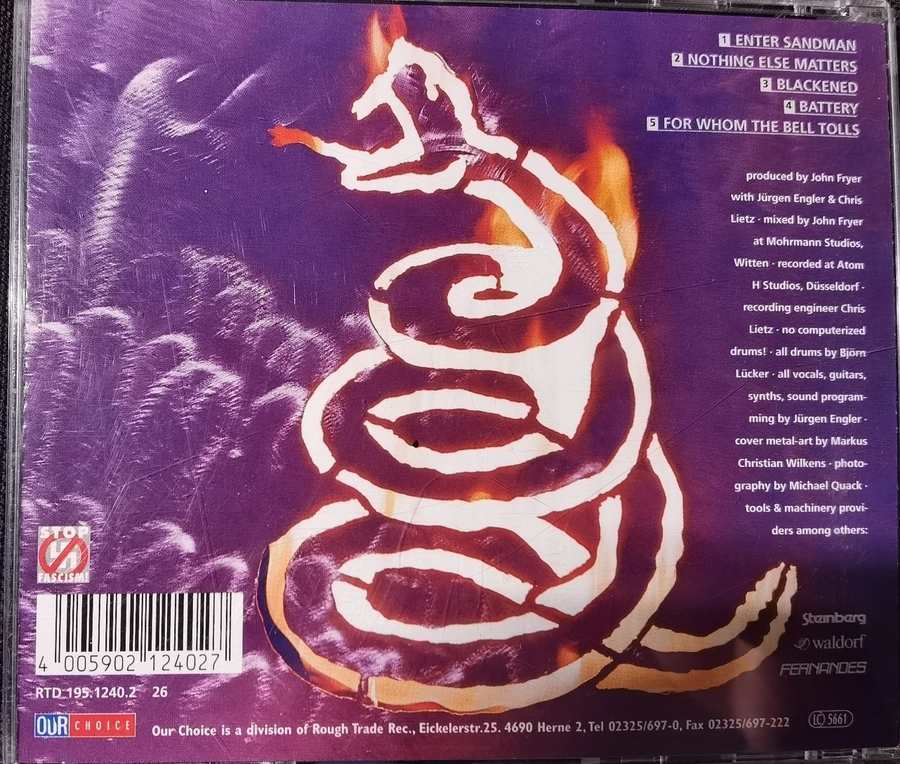 1 ENTER SANDMAN
2 NOTHING ELSE MATTERS
3 BLACKENED
4 BATTERY
5 FOR WHOM THE BELL TOLLS
produced by John Fryer
with Jürgen Engler & Chris
Lietz · mixed by John Fryer
at Mohrmann Studios,
Witten · recorded at Atom
H Studios, Düsseldorf ·
recording engineer Chris
Lietz · no computerized
drums! · all drums by Björn
Lücker · all vocals, guitars,
synths, sound program-
ming by Jürgen Engler ·
cover metal-art by Markus
Christian Wilkens · photo-
graphy by Michael Quack ·
tools & machinery provi-
ders among others:
STOP
FASCISM!
Steinberg
waldorf
FERNANDES
4 005902 124027
RTD 195.1240.2 26
OUR CHOICE
Our Choice is a division of Rough Trade Rec., Eickelerstr.25. 4690 Herne 2, Tel 02325/697-0, Fax 02325/697-222
LC 5661